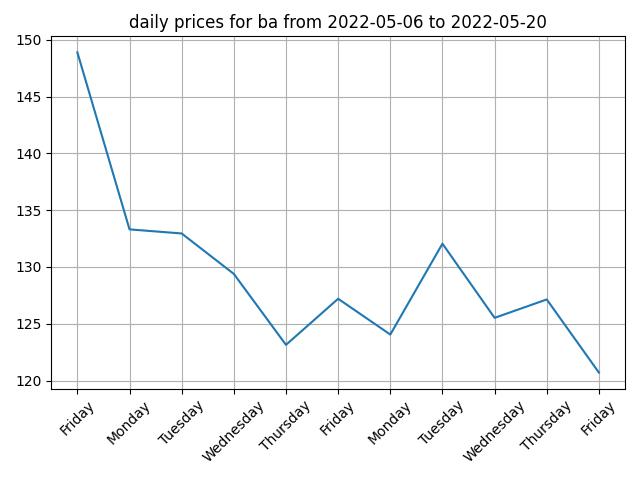 daily prices for ba from 2022-05-06 to 2022-05-20
150
145
140
135
130
125
120
Friday
Monday
Tuesday
Wednesday
Thursday
Friday
Monday
Tuesday
Wednesday
Thursday
Friday